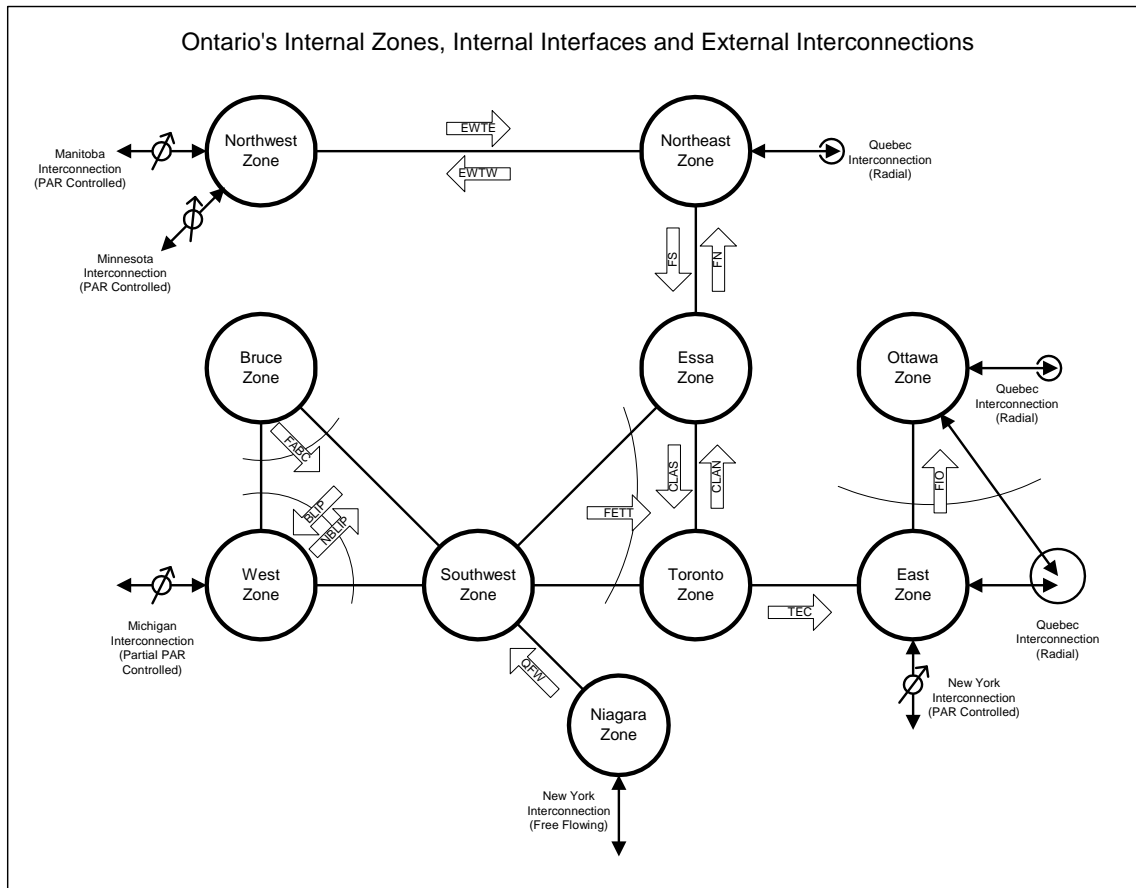 Ontario's Internal Zones, Internal Interfaces and External Interconnections
Northwest
Zone
EWTE
EWTW
Northeast
Zone
Manitoba
Interconnection
(PAR Controlled)
Quebec
Interconnection
(Radial)
Minnesota
Interconnection
(PAR Controlled)
FS
FN
Bruce
Zone
Essa
Zone
Ottawa
Zone
Quebec
Interconnection
(Radial)
FABC
CLAS
CLAN
FIO
BLIP
NBLIP
FETT
West
Zone
Southwest
Zone
Toronto
Zone
East
Zone
TEC
Michigan
Interconnection
(Partial PAR
Controlled)
Quebec
Interconnection
(Radial)
QFW
New York
Interconnection
(PAR Controlled)
Niagara
Zone
New York
Interconnection
(Free Flowing)